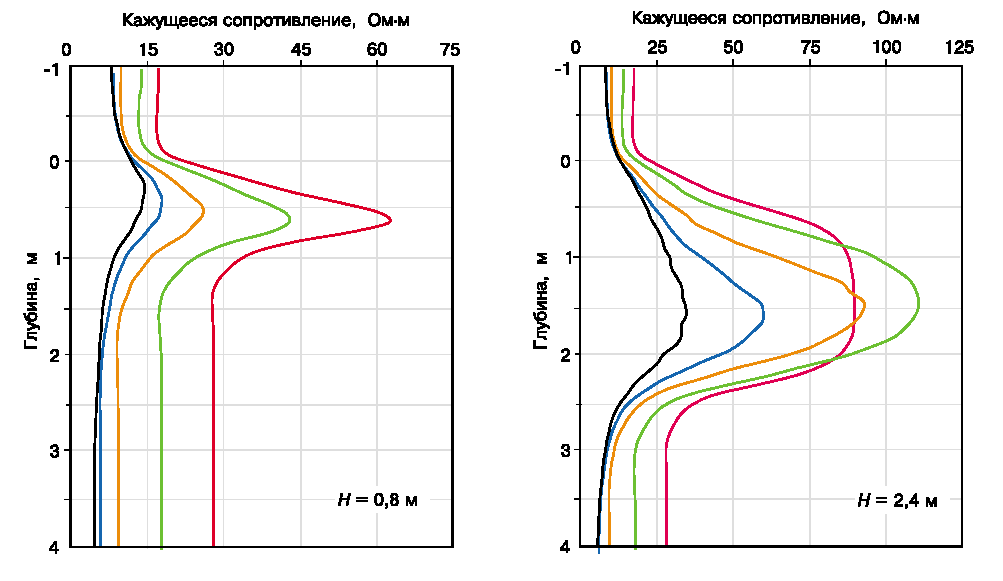 Кажущееся сопротивление, Ом·м
0 15 30 45 60 75
-1
0
1
2
3
4
Глубина, м
H = 0,8 м
Кажущееся сопротивление, Ом·м
0 25 50 75 100 125
-1
0
1
2
3
4
Глубина, м
H = 2,4 м